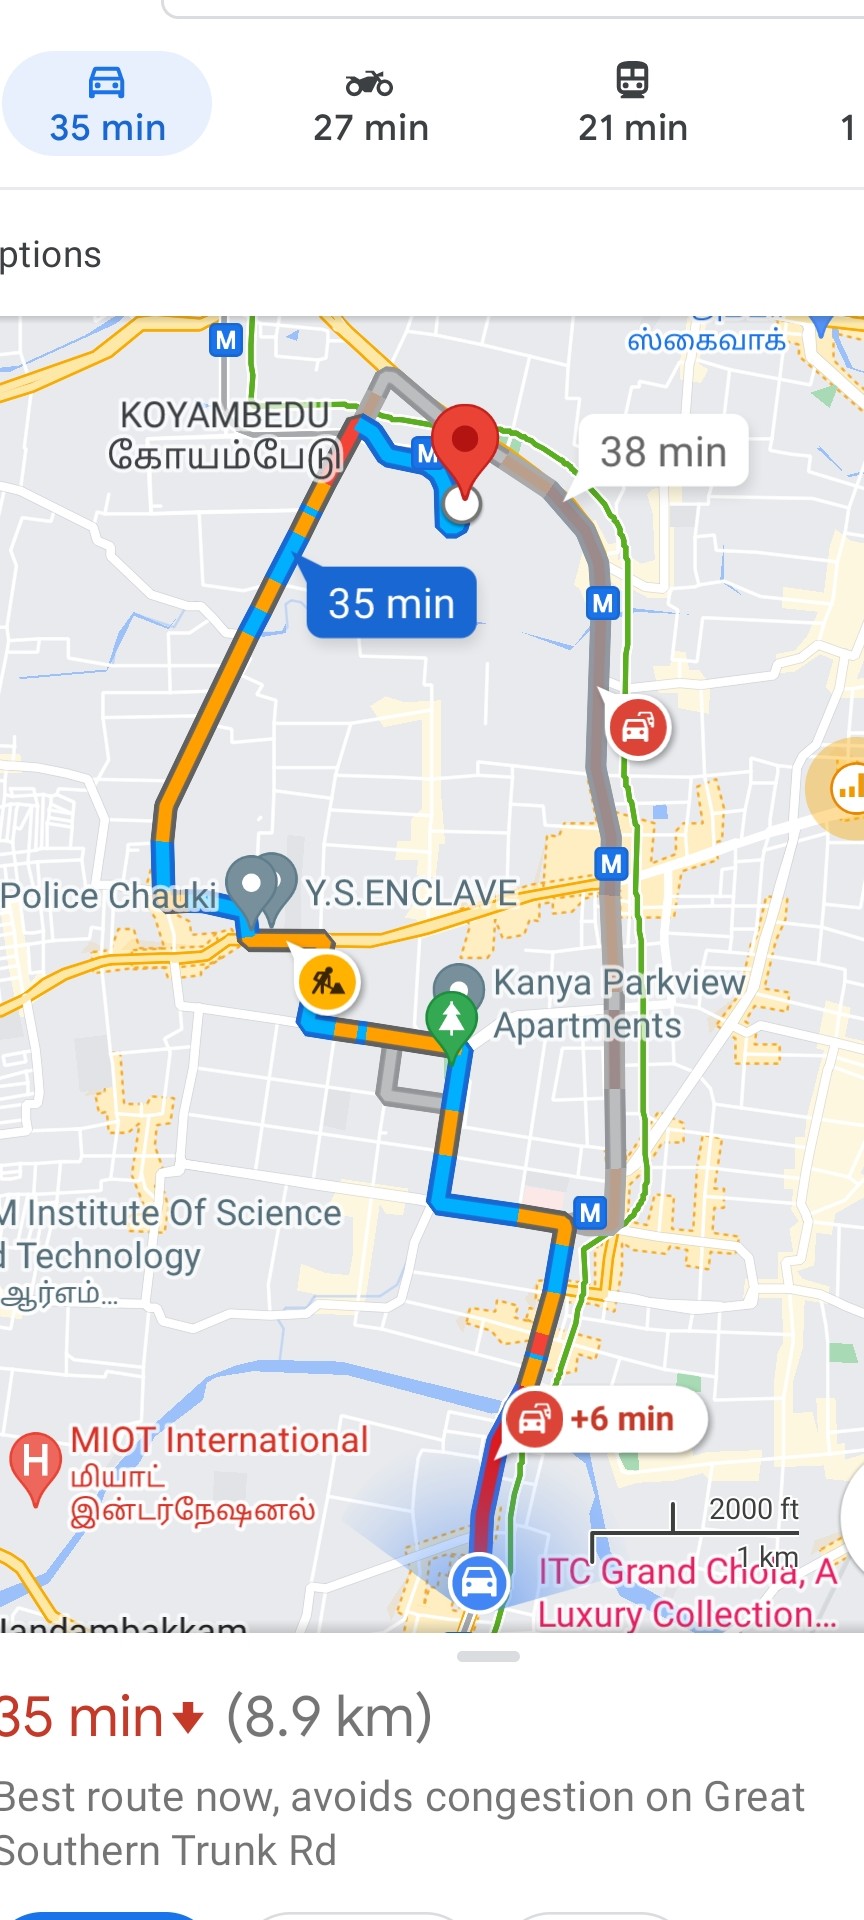 35 min
27 min
21 min
1
ptions
M
ஸ்கைவாக்
KOYAMBEDU
கோயம்பேடு
M
38 min
35 min
M
M
Police Chauki
Y.S.ENCLAVE
Kanya Parkview
Apartments
M Institute Of Science
d Technology
ஆர்எம்...
M
+6 min
H
MIOT International
மியாட்
இன்டர்நேஷனல்
2000 ft
1 km
ITC Grand Chola, A
Luxury Collection...
andambakkam
35 min (8.9 km)
Best route now, avoids congestion on Great
Southern Trunk Rd